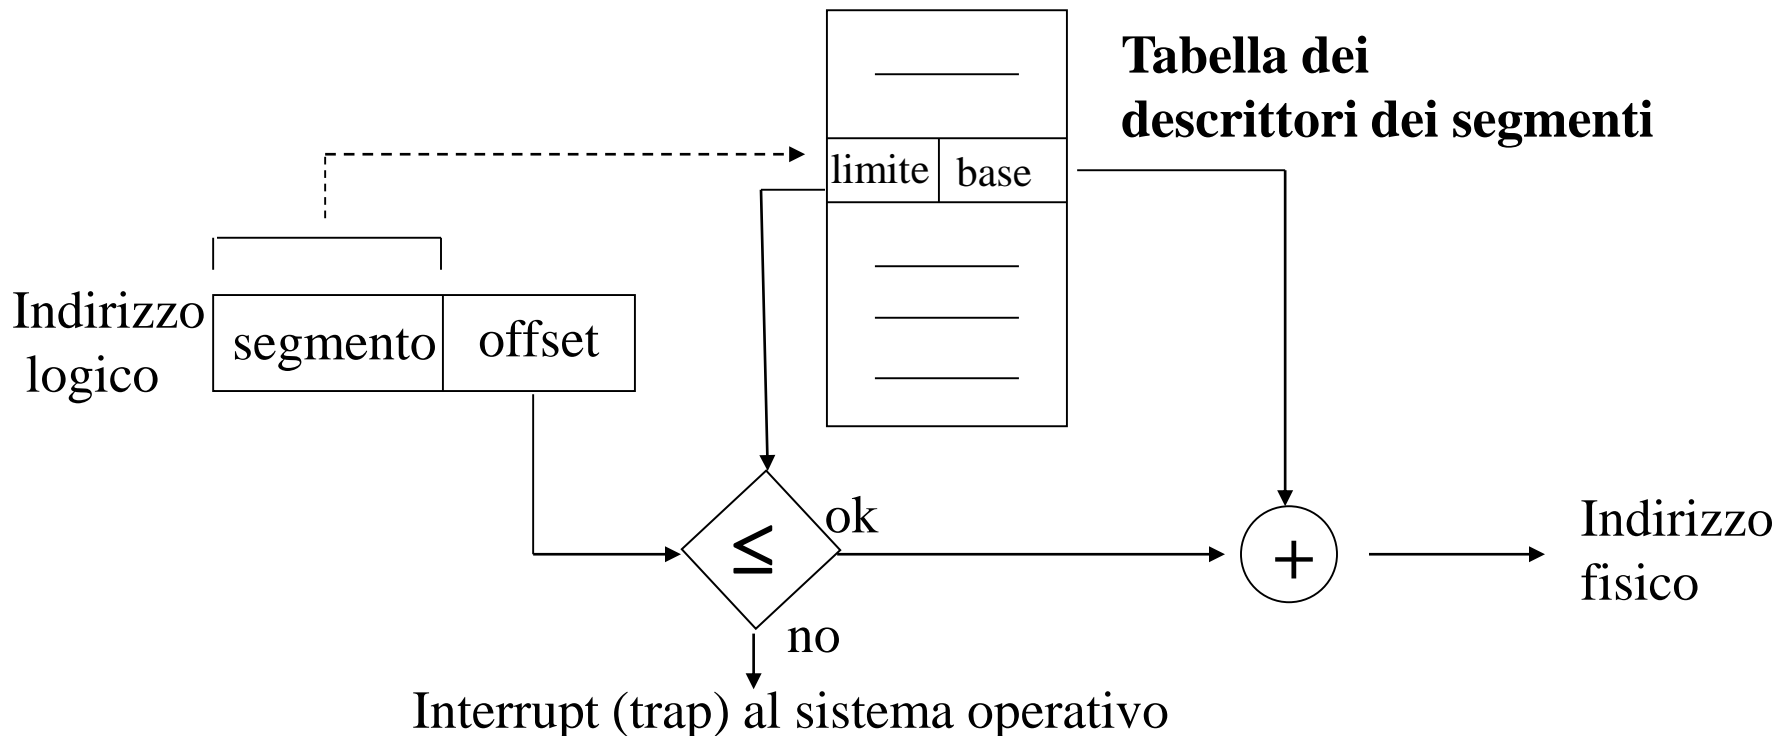 Tabella dei
descrittori dei segmenti
limite
base
Indirizzo
logico
segmento
offset
≤
ok
no
+
Indirizzo
fisico
Interrupt (trap) al sistema operativo